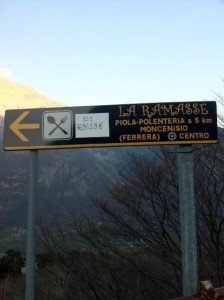 LA RAMASSE
PIOLA-POLENTERIA a 5 km
MONCENISIO
(FERRERA) CENTRO